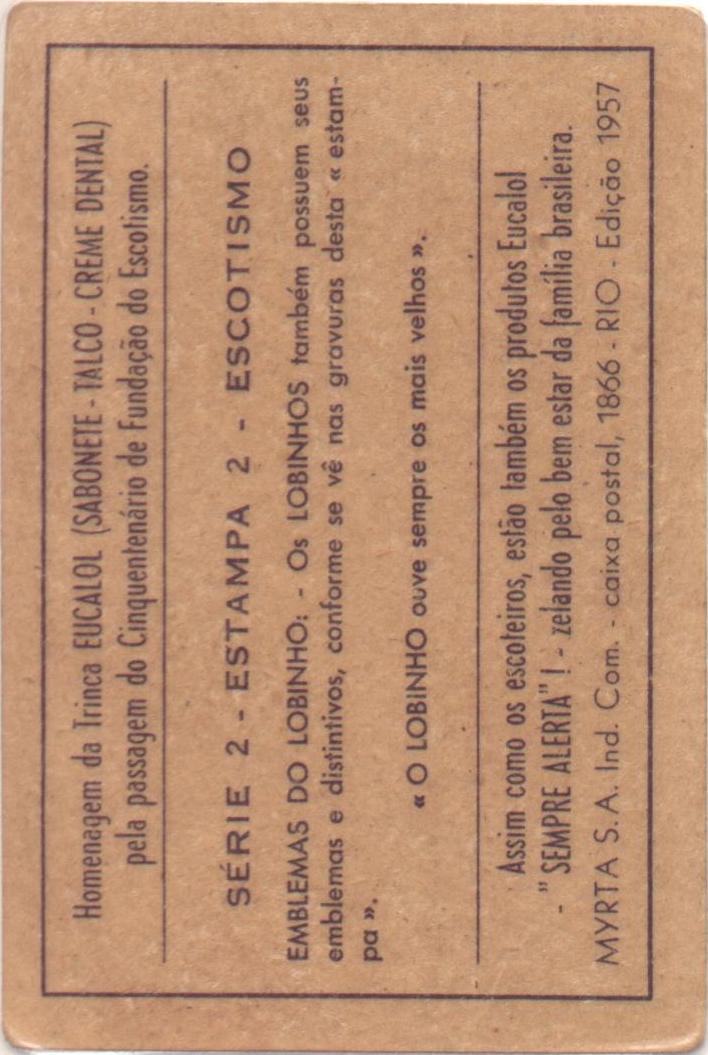 Homenagem da Trinca EUCALOL (SABONETE - TALCO - CREME DENTAL)
pela passagem do Cinquentenário de Fundação do Escotismo.
SÉRIE 2 - ESTAMPA 2 - ESCOTISMO
EMBLEMAS DO LOBINHO: - Os LOBINHOS também possuem seus
emblemas e distintivos, conforme se vê nas gravuras desta « estam-
pa ».
« O LOBINHO ouve sempre os mais velhos ».
Assim como os escoteiros, estão também os produtos Eucalol
- " SEMPRE ALERTA" ! - zelando pelo bem estar da família brasileira.
MYRTA S. A. Ind. Com. - caixa postal, 1866 - RIO - Edição 1957